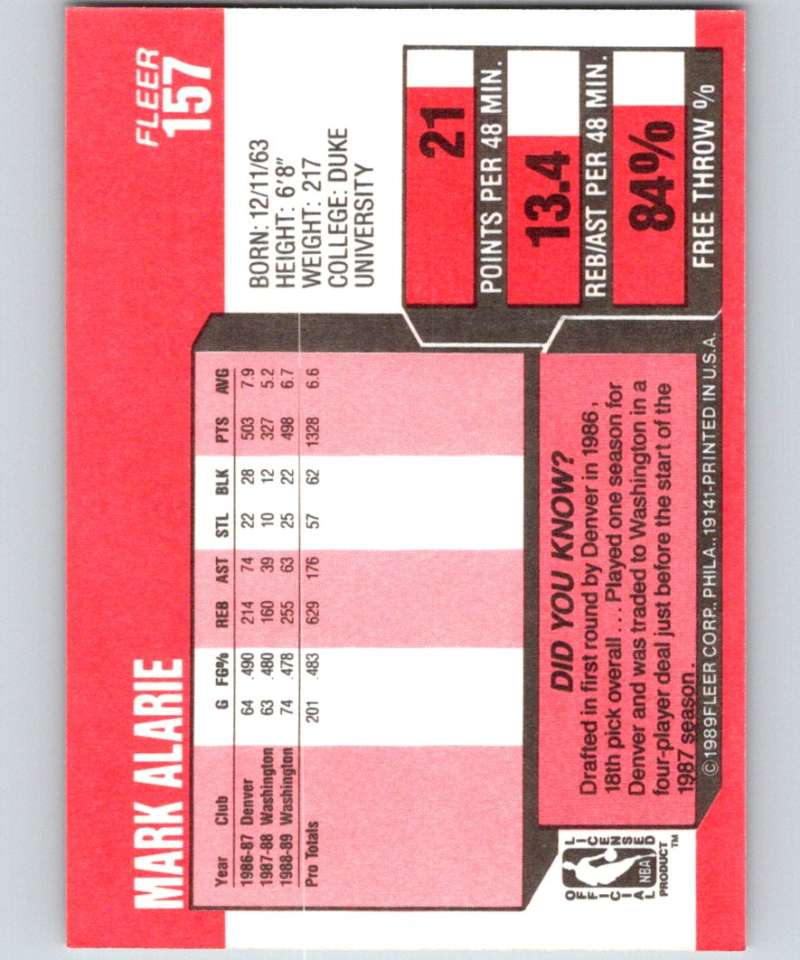 MARK ALARIE
FLEER
157
Year Club G FG% REB AST STL BLK PTS AVG
1986-87 Denver 64 .490 214 74 22 28 503 7.9
1987-88 Washington 63 .480 160 39 10 12 327 5.2
1988-89 Washington 74 .478 255 63 25 22 498 6.7
Pro Totals 201 .483 629 176 57 62 1328 6.6
BORN: 12/11/63
HEIGHT: 6'8"
WEIGHT: 217
COLLEGE: DUKE
UNIVERSITY
21
POINTS PER 48 MIN.
13.4
REB/AST PER 48 MIN.
84%
FREE THROW %
DID YOU KNOW?
Drafted in first round by Denver in 1986,
18th pick overall ... Played one season for
Denver and was traded to Washington in a
four-player deal just before the start of the
1987 season.
OFFICIAL
LICENSED
NBA
PRODUCT™
©1989FLEER CORP., PHILA., 19141-PRINTED IN U.S.A.